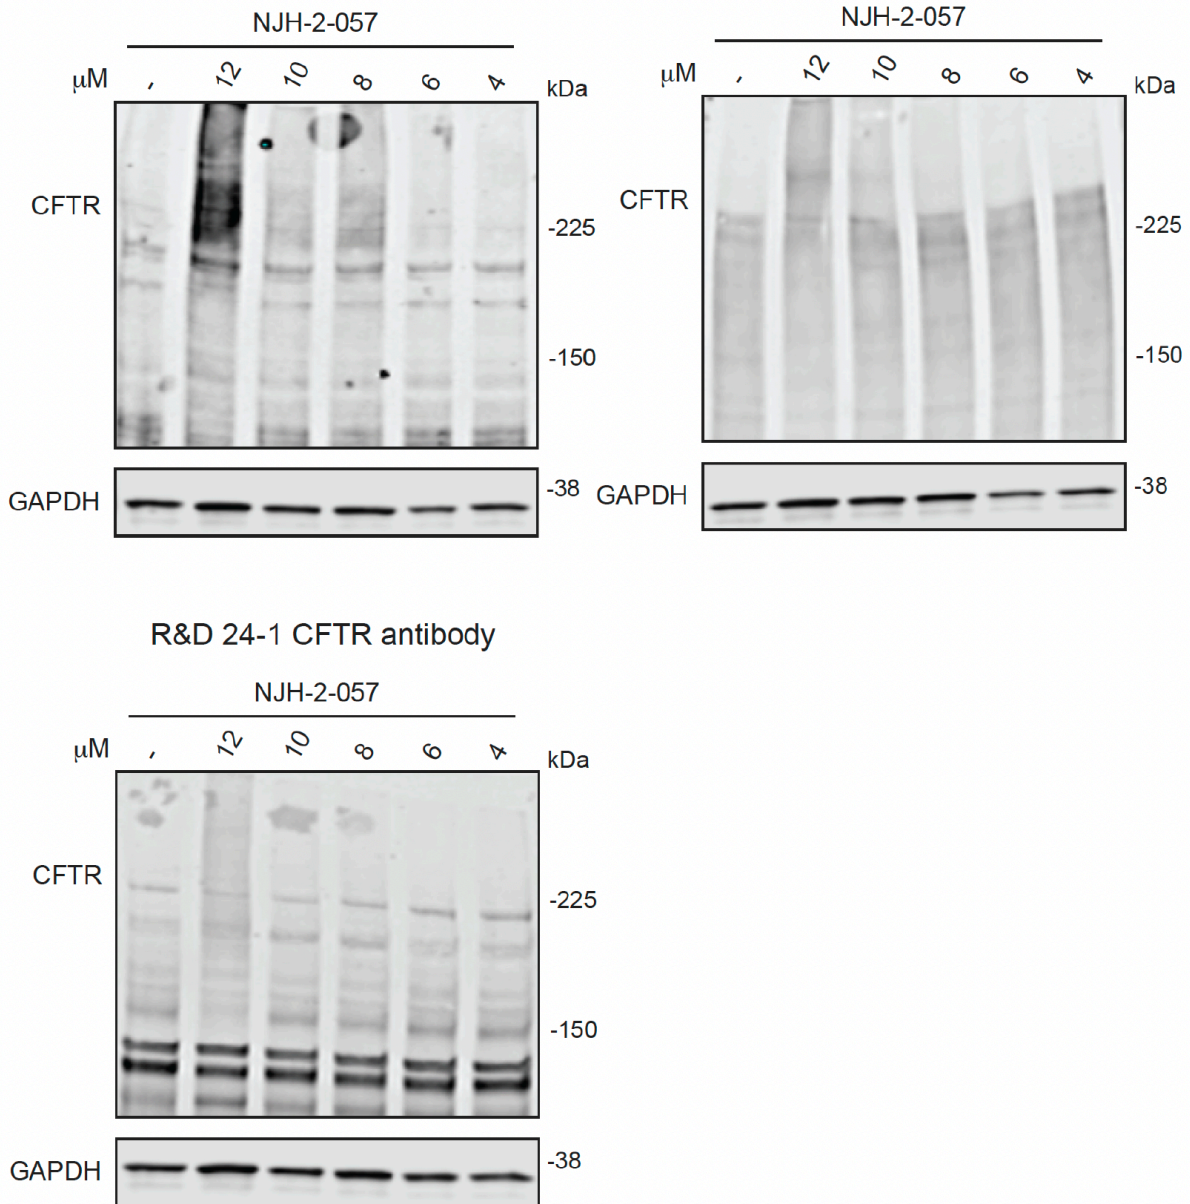 NJH-2-057
μM - 12 10 8 6 4 kDa
CFTR
-225
-150
GAPDH -38
NJH-2-057
μM - 12 10 8 6 4 kDa
CFTR
-225
-150
GAPDH -38
R&D 24-1 CFTR antibody
NJH-2-057
μM - 12 10 8 6 4 kDa
CFTR
-225
-150
GAPDH -38